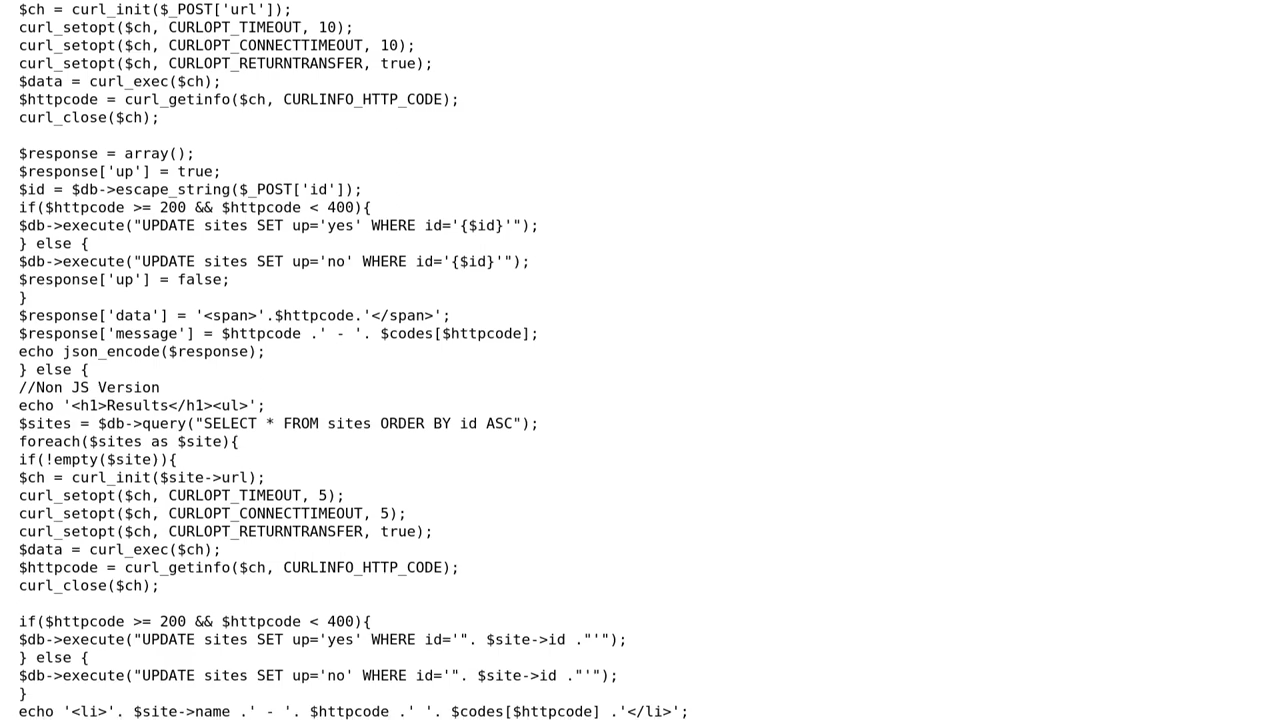 $ch = curl_init($_POST['url']);
curl_setopt($ch, CURLOPT_TIMEOUT, 10);
curl_setopt($ch, CURLOPT_CONNECTTIMEOUT, 10);
curl_setopt($ch, CURLOPT_RETURNTRANSFER, true);
$data = curl_exec($ch);
$httpcode = curl_getinfo($ch, CURLINFO_HTTP_CODE);
curl_close($ch);

$response = array();
$response['up'] = true;
$id = $db->escape_string($_POST['id']);
if($httpcode >= 200 && $httpcode < 400){
$db->execute("UPDATE sites SET up='yes' WHERE id='{$id}'");
} else {
$db->execute("UPDATE sites SET up='no' WHERE id='{$id}'");
$response['up'] = false;
}
$response['data'] = '<span>'.$httpcode.'</span>';
$response['message'] = $httpcode .' - '. $codes[$httpcode];
echo json_encode($response);
} else {
//Non JS Version
echo '<h1>Results</h1><ul>';
$sites = $db->query("SELECT * FROM sites ORDER BY id ASC");
foreach($sites as $site){
if(!empty($site)){
$ch = curl_init($site->url);
curl_setopt($ch, CURLOPT_TIMEOUT, 5);
curl_setopt($ch, CURLOPT_CONNECTTIMEOUT, 5);
curl_setopt($ch, CURLOPT_RETURNTRANSFER, true);
$data = curl_exec($ch);
$httpcode = curl_getinfo($ch, CURLINFO_HTTP_CODE);
curl_close($ch);

if($httpcode >= 200 && $httpcode < 400){
$db->execute("UPDATE sites SET up='yes' WHERE id='". $site->id ."'");
} else {
$db->execute("UPDATE sites SET up='no' WHERE id='". $site->id ."'");
}
echo '<li>'. $site->name .' - '. $httpcode .' '. $codes[$httpcode] .'</li>';